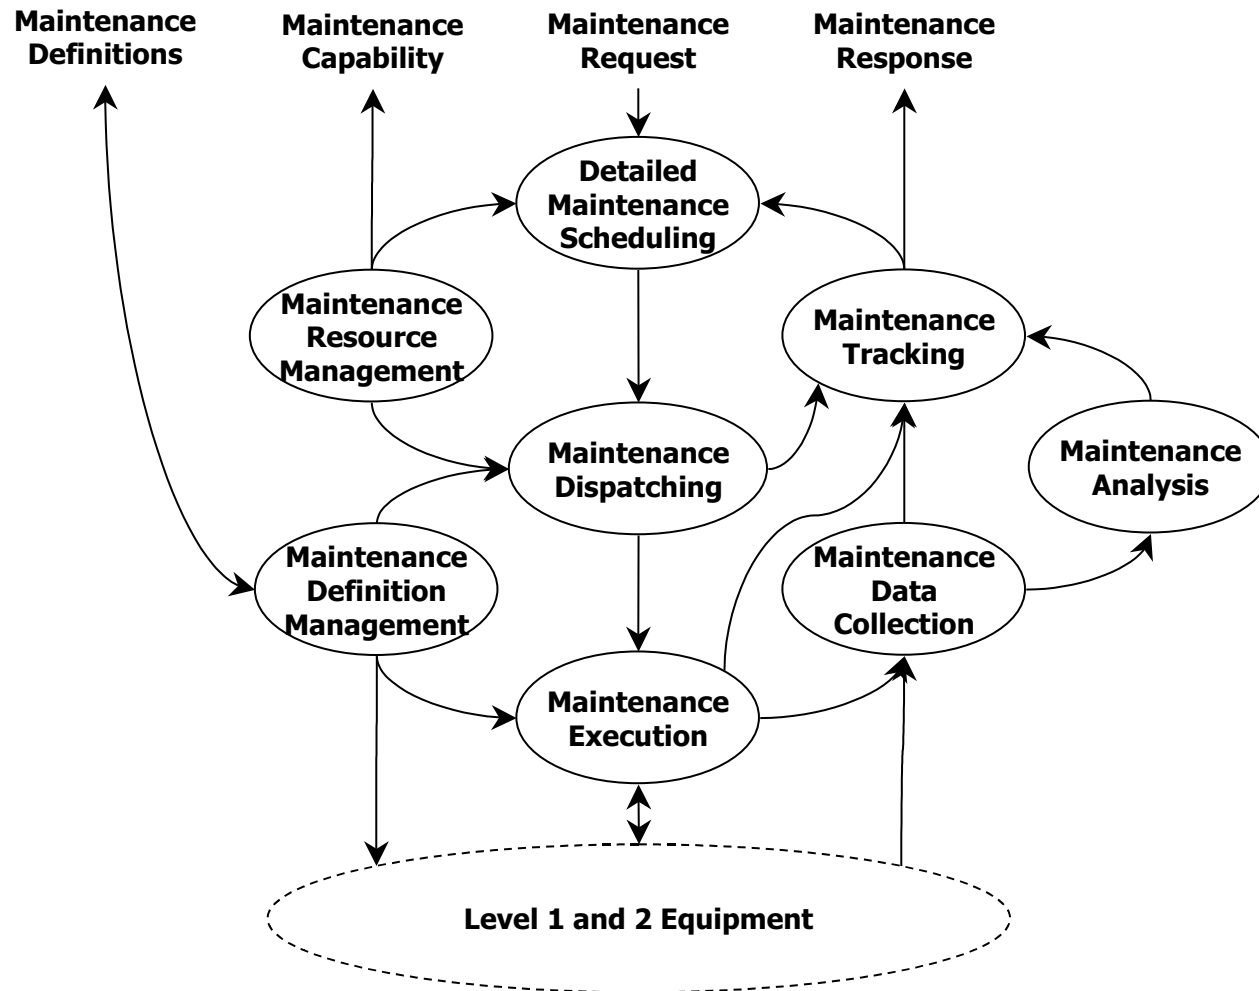 Maintenance
Definitions
Maintenance
Capability
Maintenance
Request
Maintenance
Response
Detailed
Maintenance
Scheduling
Maintenance
Resource
Management
Maintenance
Tracking
Maintenance
Dispatching
Maintenance
Analysis
Maintenance
Definition
Management
Maintenance
Data
Collection
Maintenance
Execution
Level 1 and 2 Equipment